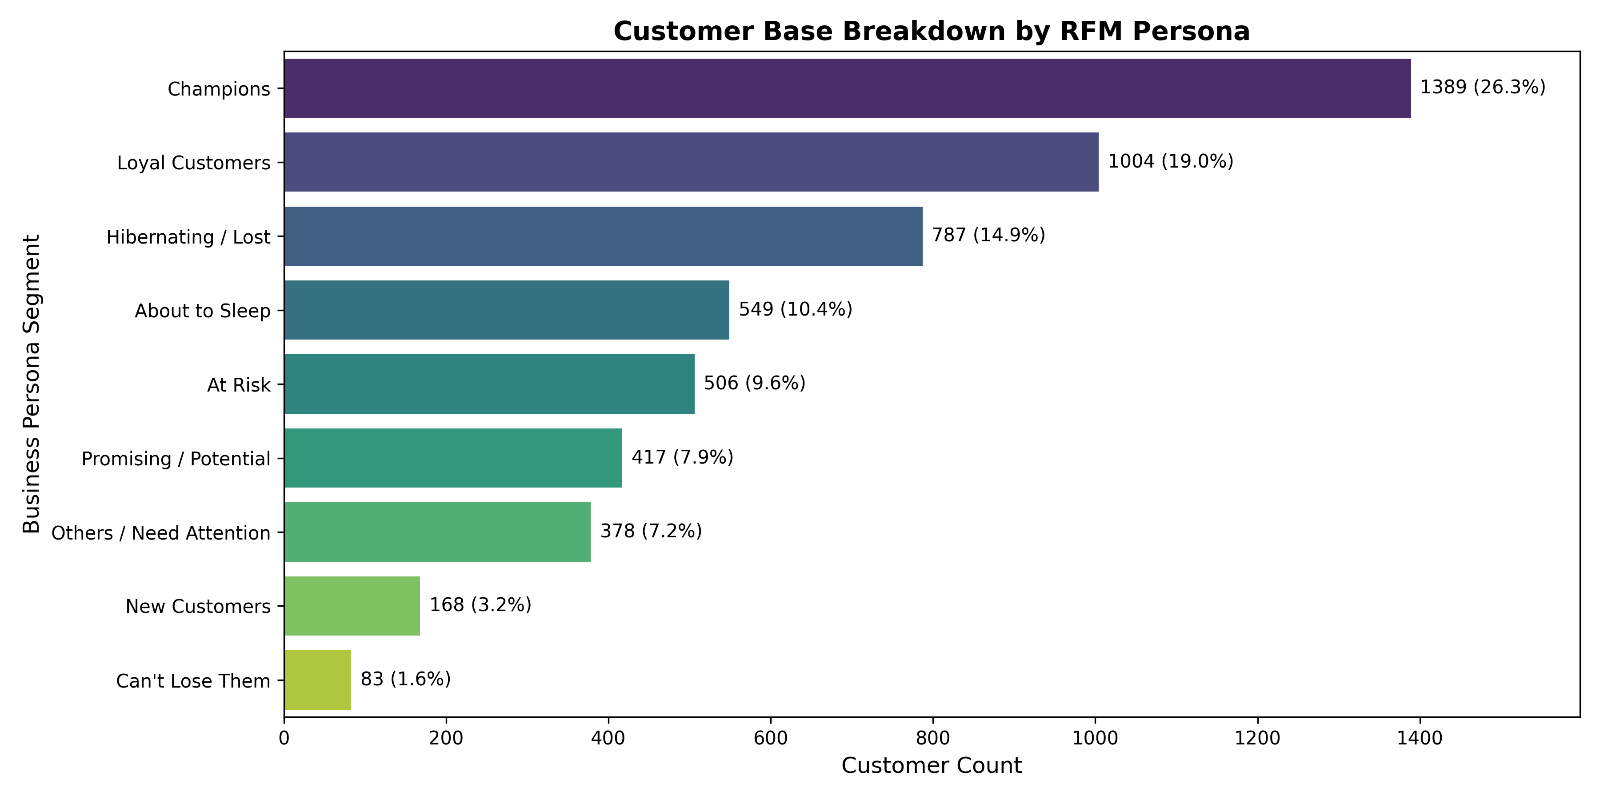 Customer Base Breakdown by RFM Persona
Business Persona Segment
Champions 1389 (26.3%)
Loyal Customers 1004 (19.0%)
Hibernating / Lost 787 (14.9%)
About to Sleep 549 (10.4%)
At Risk 506 (9.6%)
Promising / Potential 417 (7.9%)
Others / Need Attention 378 (7.2%)
New Customers 168 (3.2%)
Can't Lose Them 83 (1.6%)
0 200 400 600 800 1000 1200 1400
Customer Count